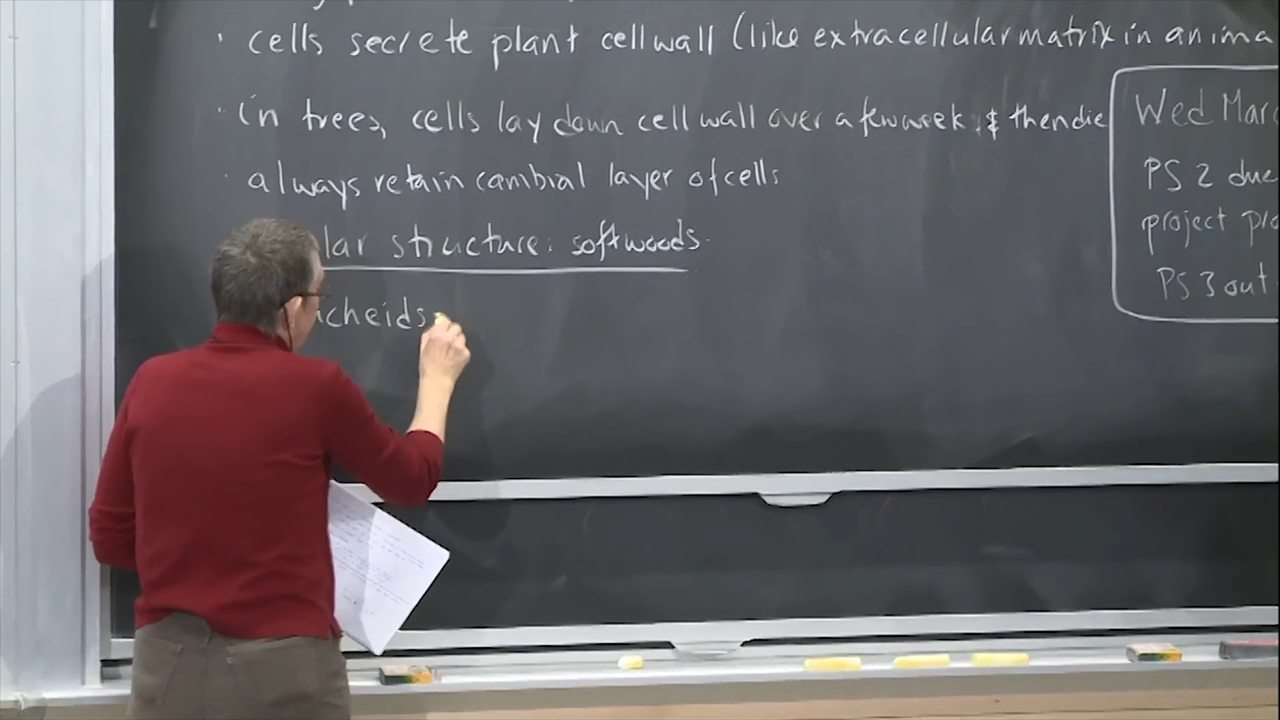 · cells secrete plant cell wall (like extracellular matrix in anima
· in trees, cells lay down cell wall over a few week & then die
· always retain cambial layer of cells
lar structure: softwoods
acheids
Wed Marc
PS 2 due
project pro
PS 3 out